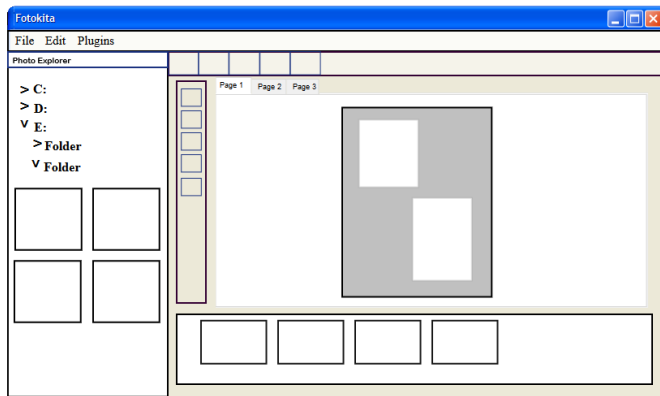 Fotokita
File Edit Plugins
Photo Explorer
> C:
> D:
v E:
> Folder
v Folder
Page 1 Page 2 Page 3